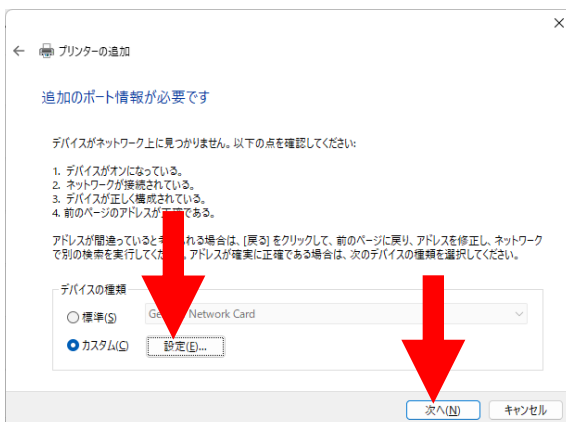 プリンターの追加
追加のポート情報が必要です
デバイスがネットワーク上に見つかりません。以下の点を確認してください:
1. デバイスがオンになっている。
2. ネットワークが接続されている。
3. デバイスが正しく構成されている。
4. 前のページのアドレスが正確である。
アドレスが間違っていると考えられる場合は、[戻る] をクリックして、前のページに戻り、アドレスを修正し、ネットワーク
で別の検索を実行してください。アドレスが確実に正確である場合は、次のデバイスの種類を選択してください。
デバイスの種類
標準(S)
Network Card
カスタム(C)
設定(E)...
次へ(N)
キャンセル